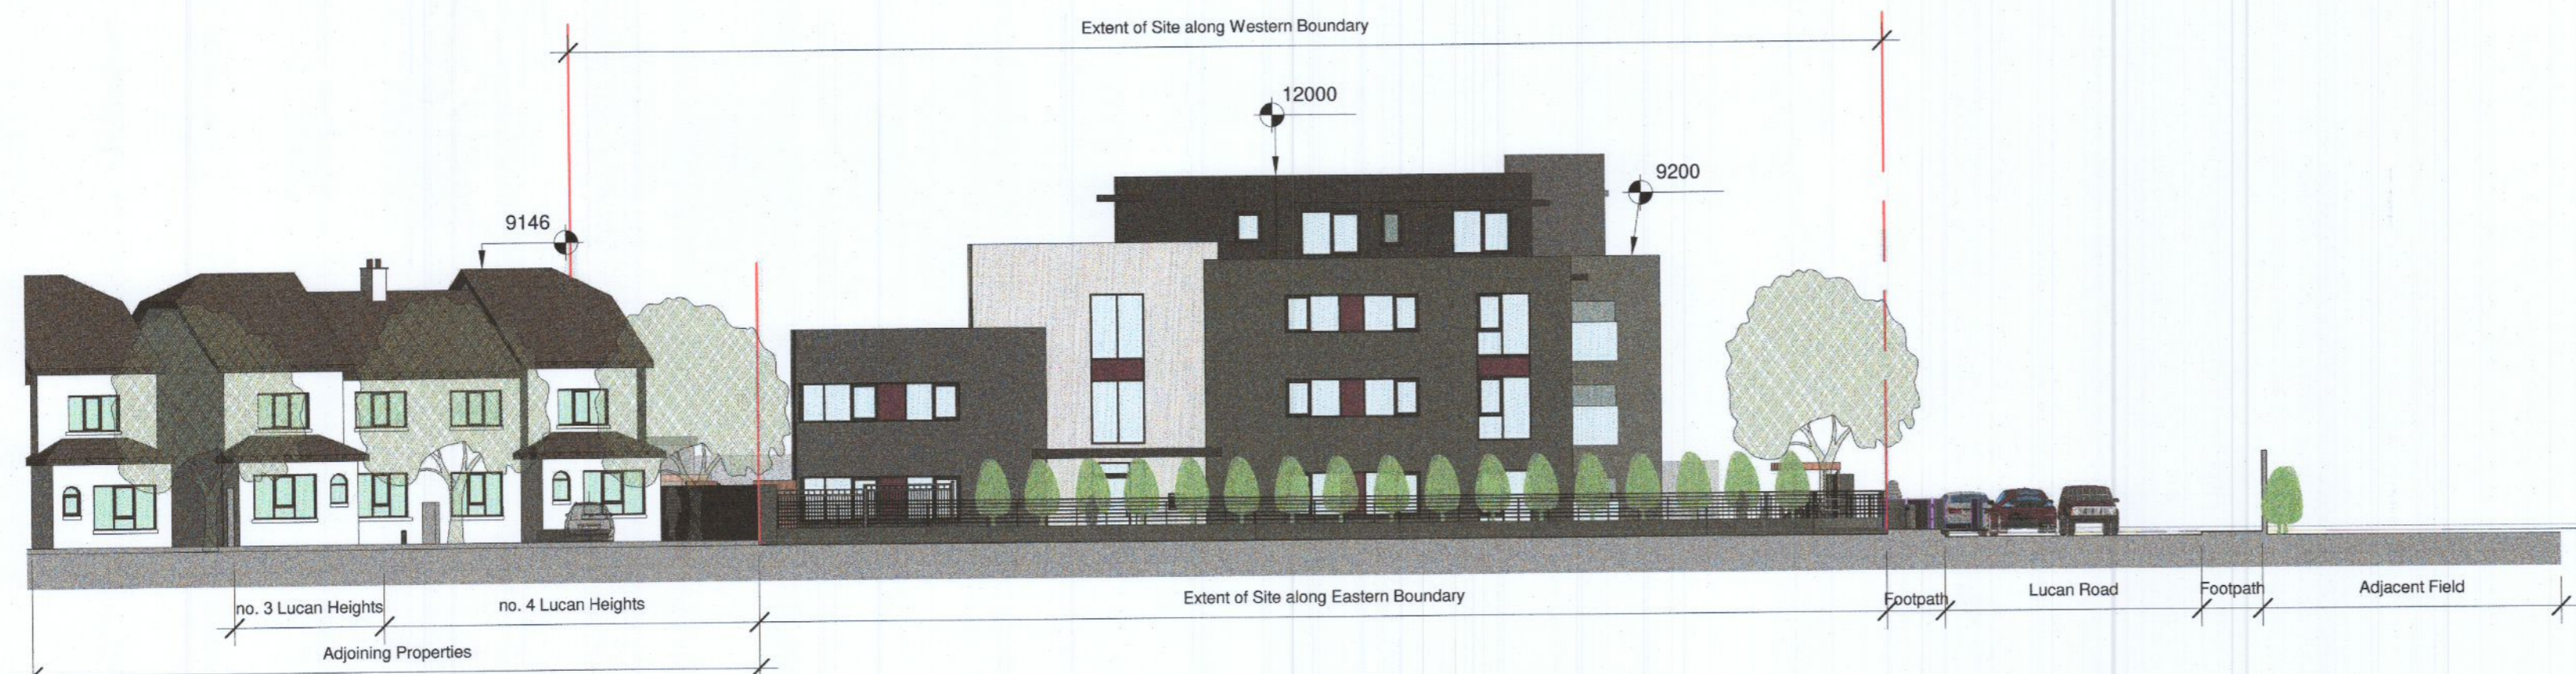 Extent of Site along Western Boundary
12000
9200
9146
no. 3 Lucan Heights
no. 4 Lucan Heights
Extent of Site along Eastern Boundary
Footpath
Lucan Road
Footpath
Adjacent Field
Adjoining Properties